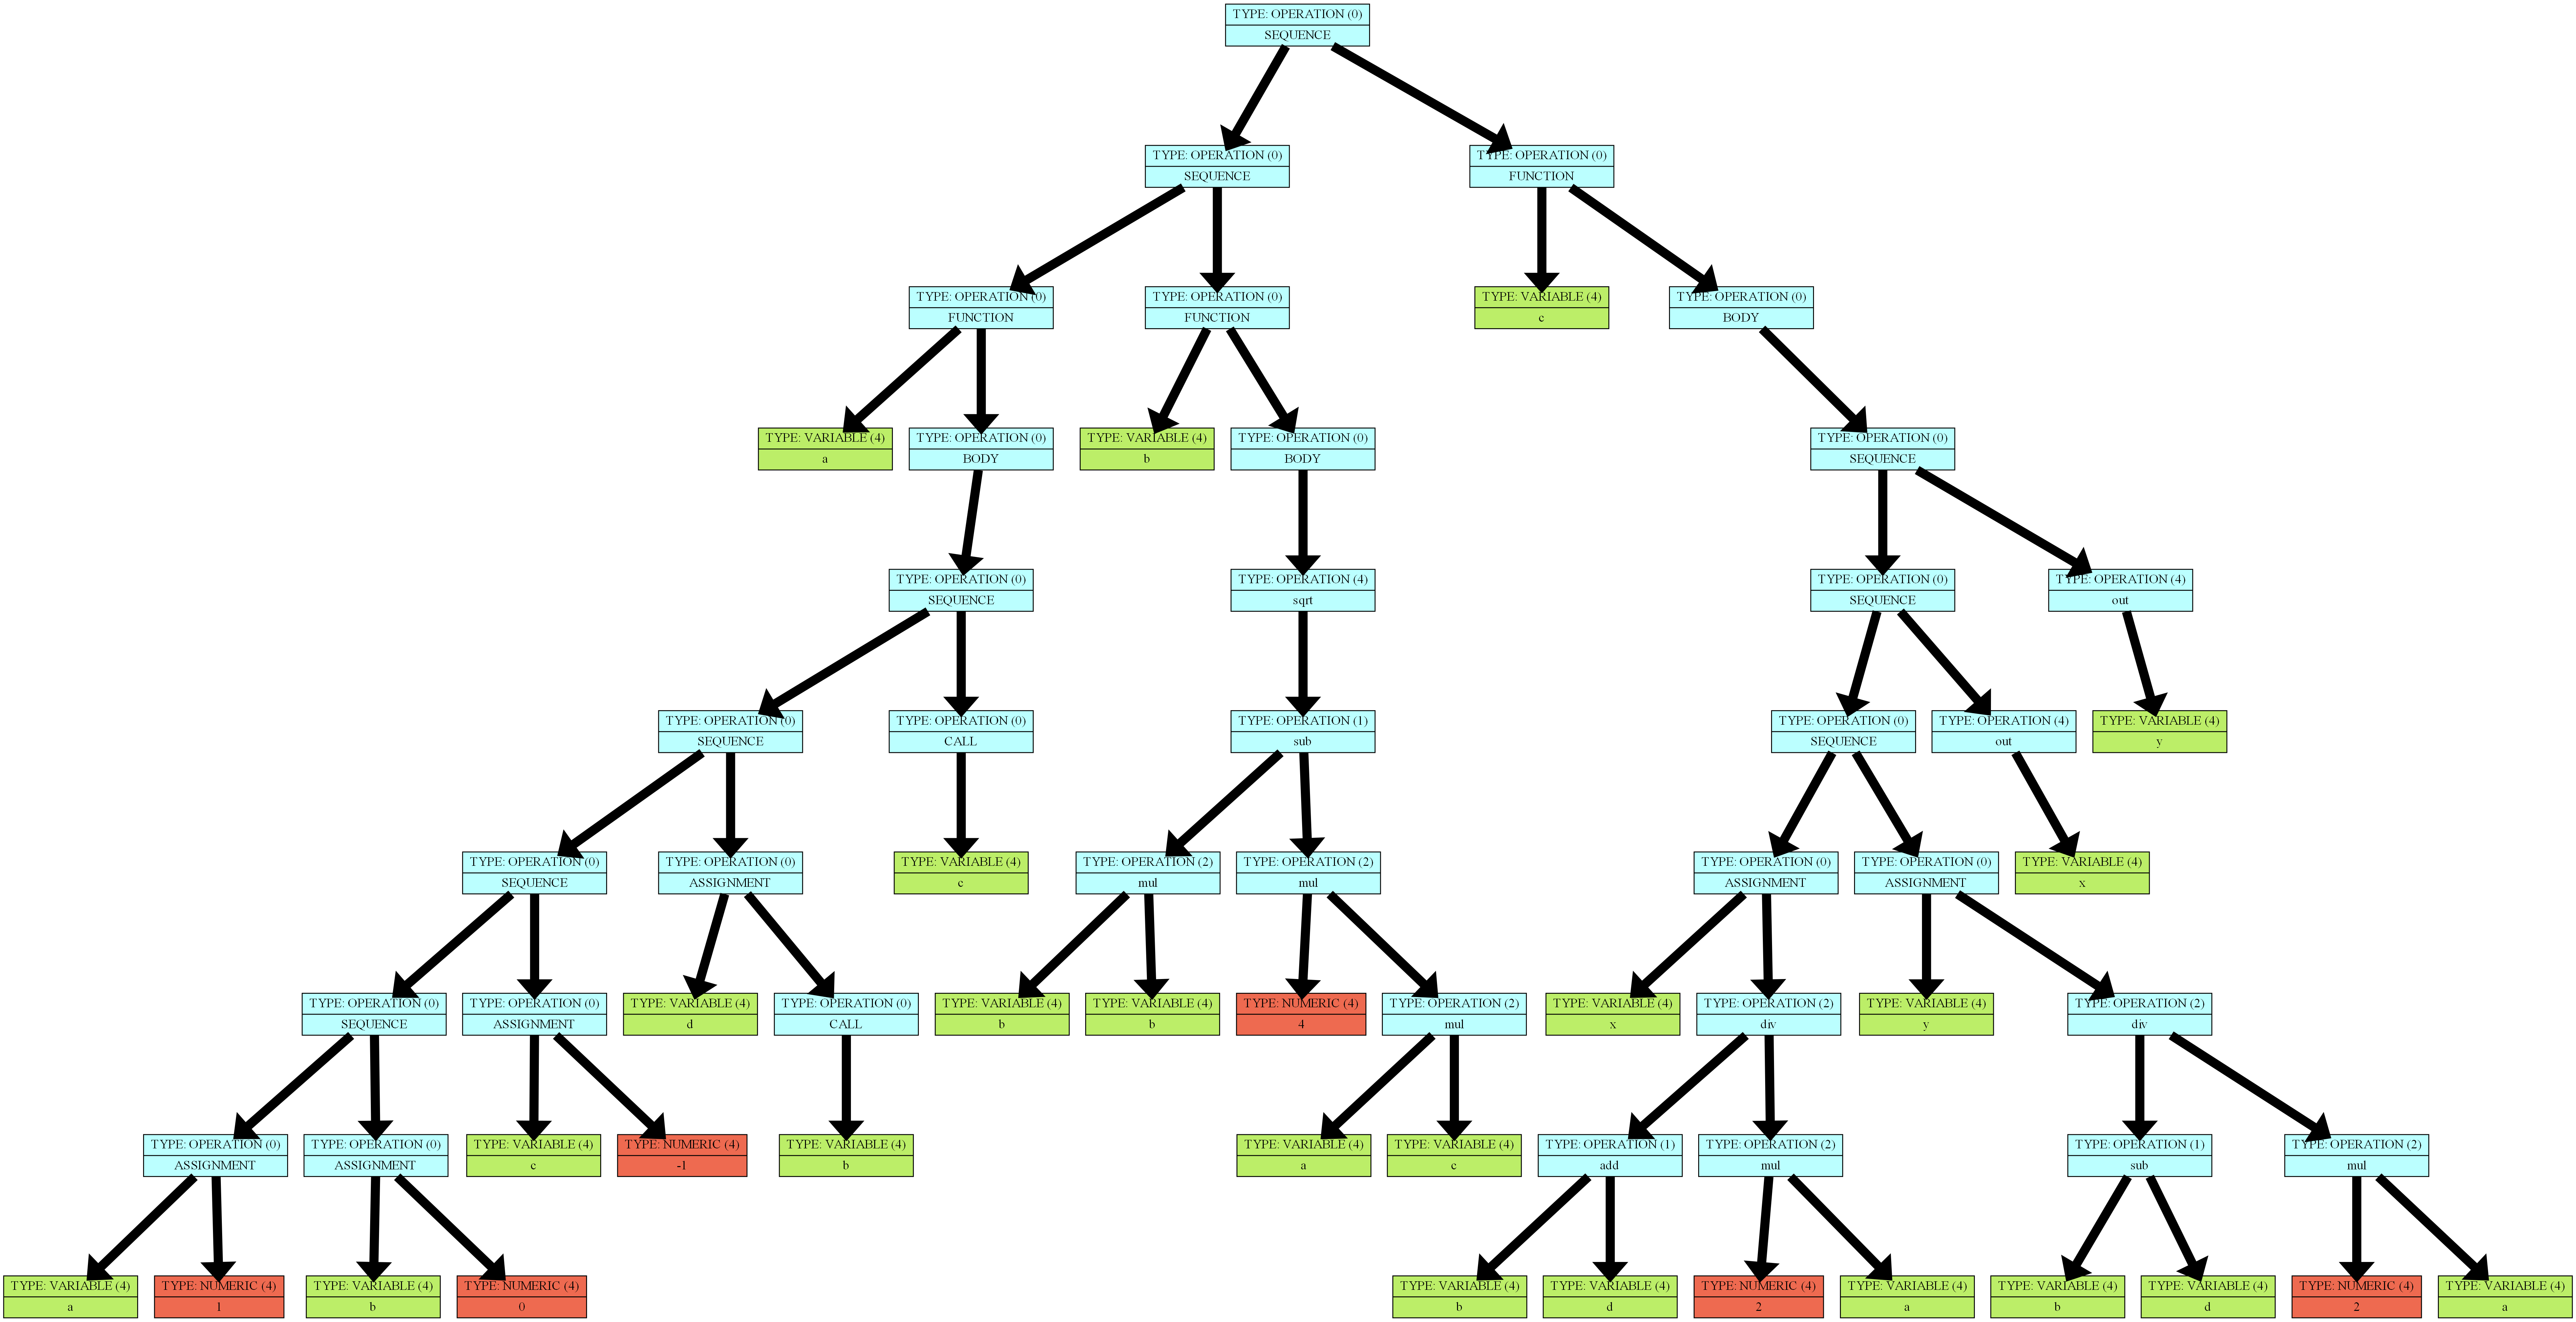 TYPE: OPERATION (0)
SEQUENCE
TYPE: OPERATION (0)
SEQUENCE
TYPE: OPERATION (0)
FUNCTION
TYPE: OPERATION (0)
FUNCTION
TYPE: OPERATION (0)
FUNCTION
TYPE: VARIABLE (4)
c
TYPE: OPERATION (0)
BODY
TYPE: VARIABLE (4)
a
TYPE: OPERATION (0)
BODY
TYPE: VARIABLE (4)
b
TYPE: OPERATION (0)
BODY
TYPE: OPERATION (0)
SEQUENCE
TYPE: OPERATION (0)
SEQUENCE
TYPE: OPERATION (4)
sqrt
TYPE: OPERATION (0)
SEQUENCE
TYPE: OPERATION (4)
out
TYPE: OPERATION (0)
SEQUENCE
TYPE: OPERATION (0)
CALL
TYPE: OPERATION (1)
sub
TYPE: OPERATION (0)
SEQUENCE
TYPE: OPERATION (4)
out
TYPE: VARIABLE (4)
y
TYPE: OPERATION (0)
SEQUENCE
TYPE: OPERATION (0)
ASSIGNMENT
TYPE: VARIABLE (4)
c
TYPE: OPERATION (2)
mul
TYPE: OPERATION (2)
mul
TYPE: OPERATION (0)
ASSIGNMENT
TYPE: OPERATION (0)
ASSIGNMENT
TYPE: VARIABLE (4)
x
TYPE: OPERATION (0)
SEQUENCE
TYPE: OPERATION (0)
ASSIGNMENT
TYPE: VARIABLE (4)
d
TYPE: OPERATION (0)
CALL
TYPE: VARIABLE (4)
b
TYPE: VARIABLE (4)
b
TYPE: NUMERIC (4)
4
TYPE: OPERATION (2)
mul
TYPE: VARIABLE (4)
x
TYPE: OPERATION (2)
div
TYPE: VARIABLE (4)
y
TYPE: OPERATION (2)
div
TYPE: OPERATION (0)
ASSIGNMENT
TYPE: OPERATION (0)
ASSIGNMENT
TYPE: VARIABLE (4)
c
TYPE: NUMERIC (4)
-1
TYPE: VARIABLE (4)
b
TYPE: VARIABLE (4)
a
TYPE: VARIABLE (4)
c
TYPE: OPERATION (1)
add
TYPE: OPERATION (2)
mul
TYPE: OPERATION (1)
sub
TYPE: OPERATION (2)
mul
TYPE: VARIABLE (4)
a
TYPE: NUMERIC (4)
1
TYPE: VARIABLE (4)
b
TYPE: NUMERIC (4)
0
TYPE: VARIABLE (4)
b
TYPE: VARIABLE (4)
d
TYPE: NUMERIC (4)
2
TYPE: VARIABLE (4)
a
TYPE: VARIABLE (4)
b
TYPE: VARIABLE (4)
d
TYPE: NUMERIC (4)
2
TYPE: VARIABLE (4)
a